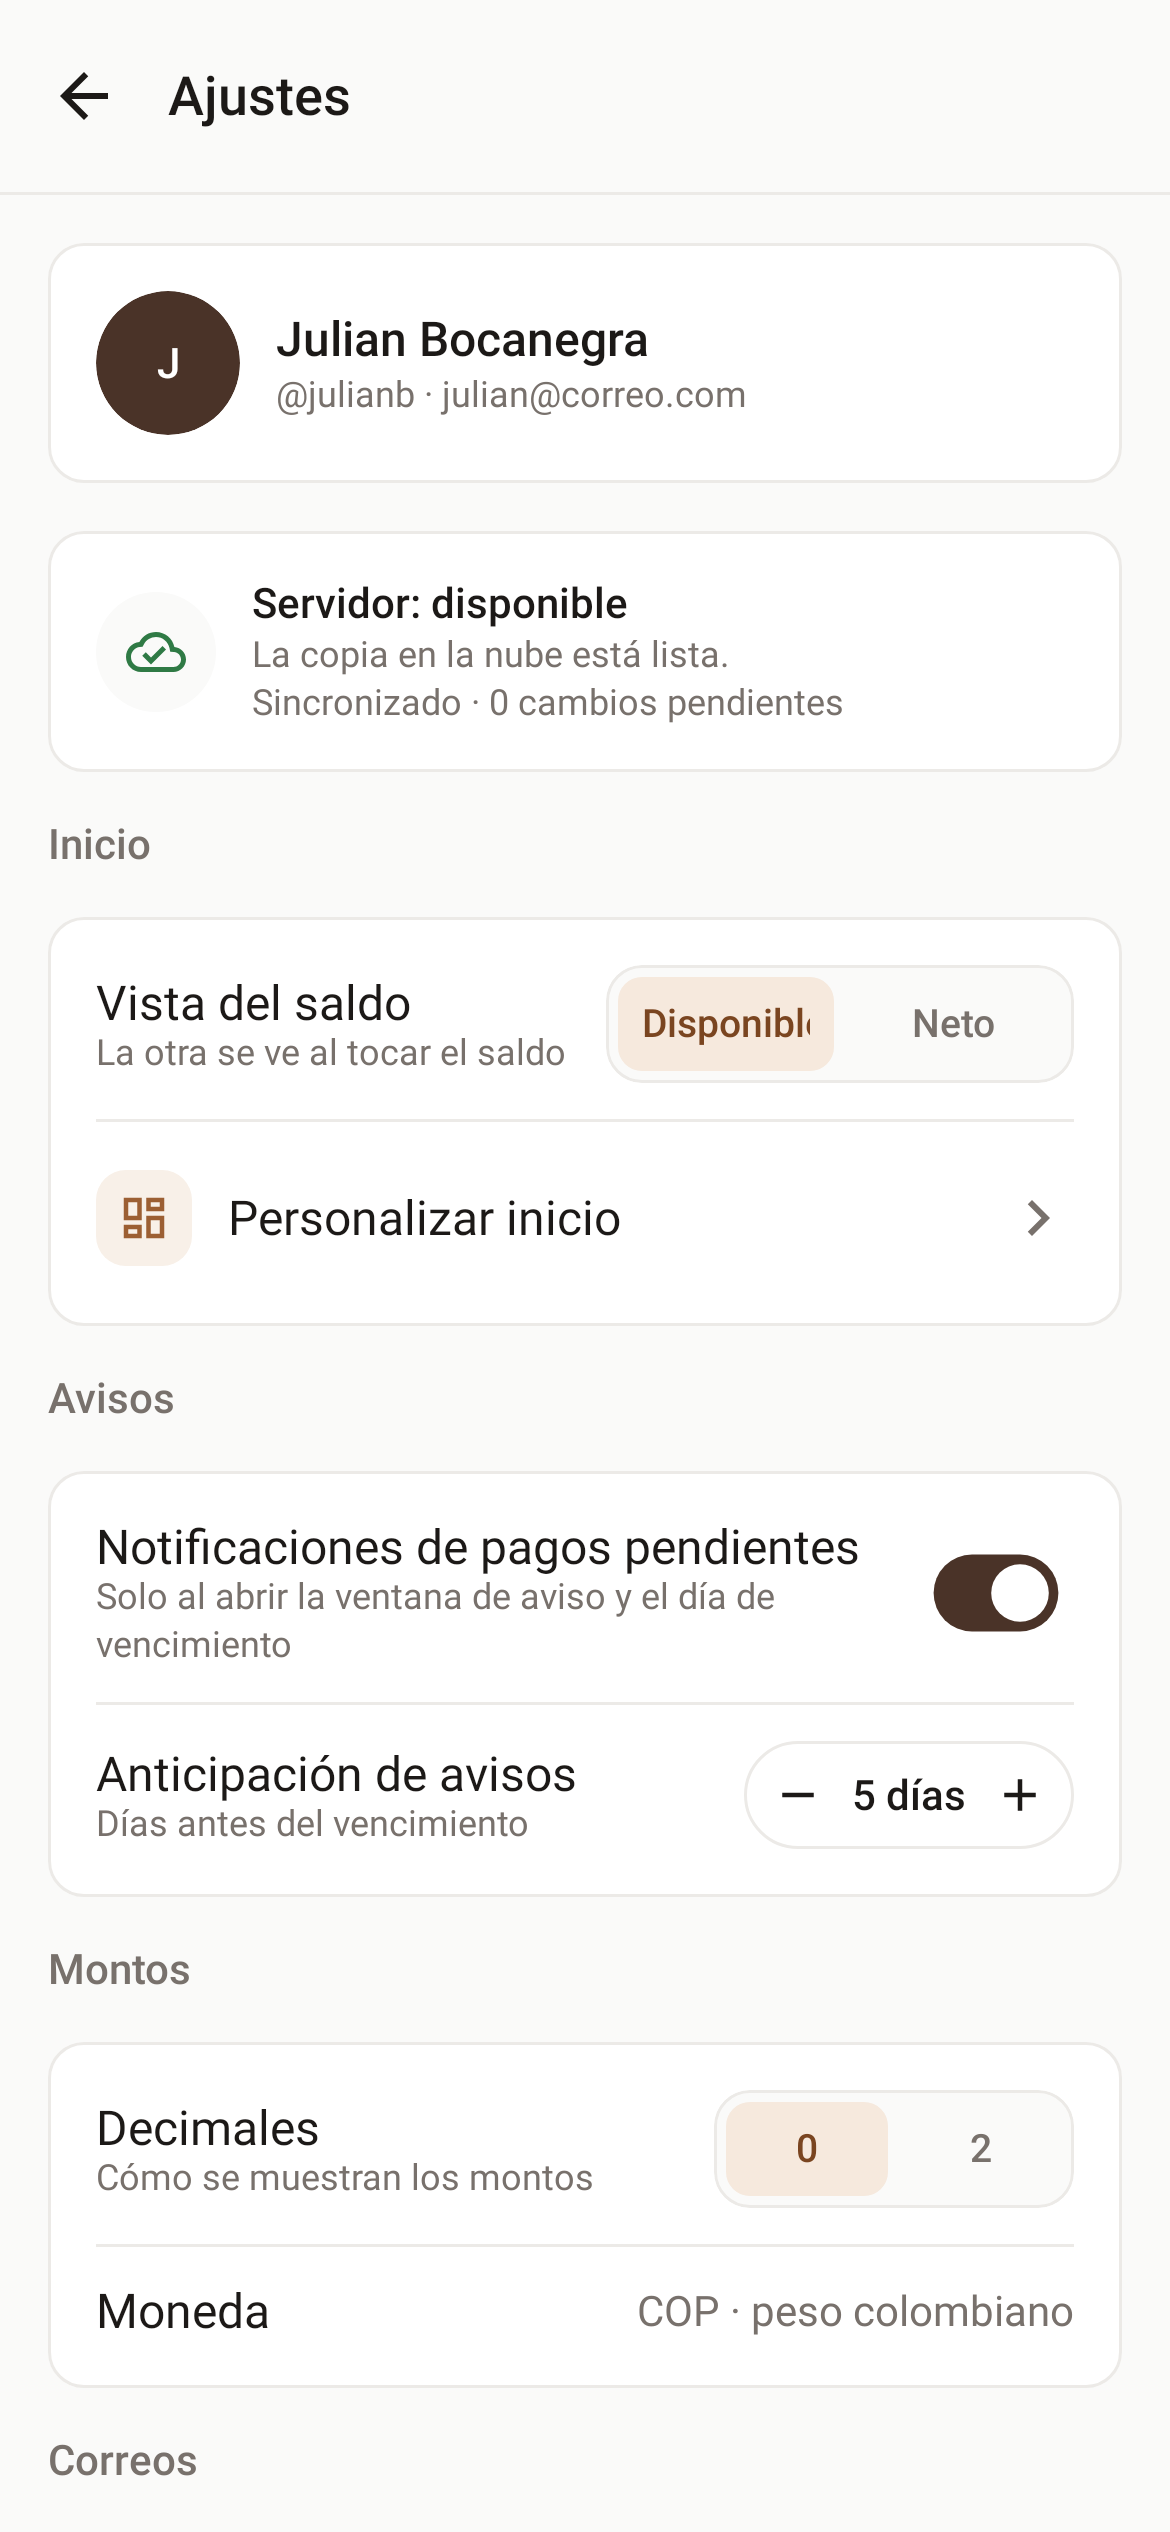 Ajustes
J
Julian Bocanegra
@julianb · julian@correo.com
Servidor: disponible
La copia en la nube está lista.
Sincronizado · 0 cambios pendientes
Inicio
Vista del saldo
La otra se ve al tocar el saldo
Disponibl
Neto
Personalizar inicio
Avisos
Notificaciones de pagos pendientes
Solo al abrir la ventana de aviso y el día de
vencimiento
Anticipación de avisos
Días antes del vencimiento
5 días
Montos
Decimales
Cómo se muestran los montos
0
2
Moneda
COP · peso colombiano
Correos